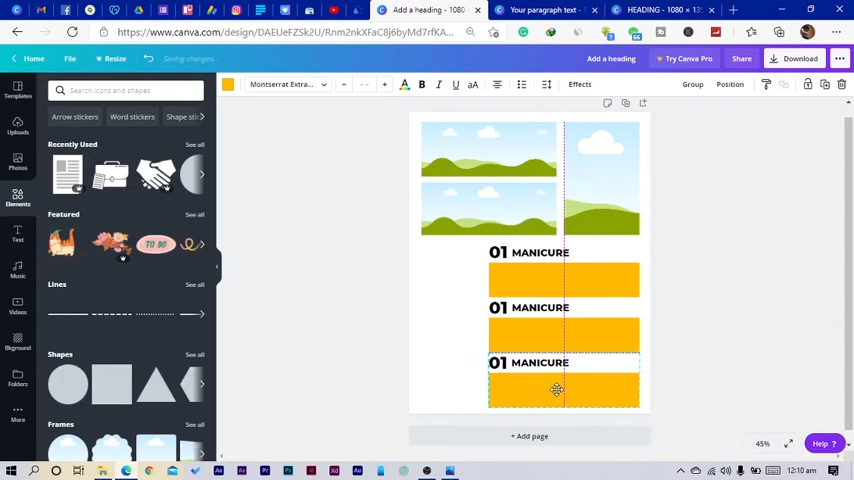 Add a heading - 1080
Your paragraph text -
HEADING - 1080 × 13
https://www.canva.com/design/DAEUeFZSk2U/Rnm2nkXFaC8j6byMd7rfKA...
Home
File
Resize
Saving changes...
Add a heading
Try Canva Pro
Share
Download
Montserrat Extra...
A
B
I
U
aA
Effects
Group
Position
Templates
Uploads
Photos
Elements
Text
Music
Videos
Bkground
Folders
More
Search icons and shapes
Arrow stickers
Word stickers
Shape stic
Recently Used
See all
Featured
See all
TO DO
Lines
See all
Shapes
See all
Frames
See all
01 MANICURE
01 MANICURE
01 MANICURE
+ Add page
45%
Help ?
12:10 am